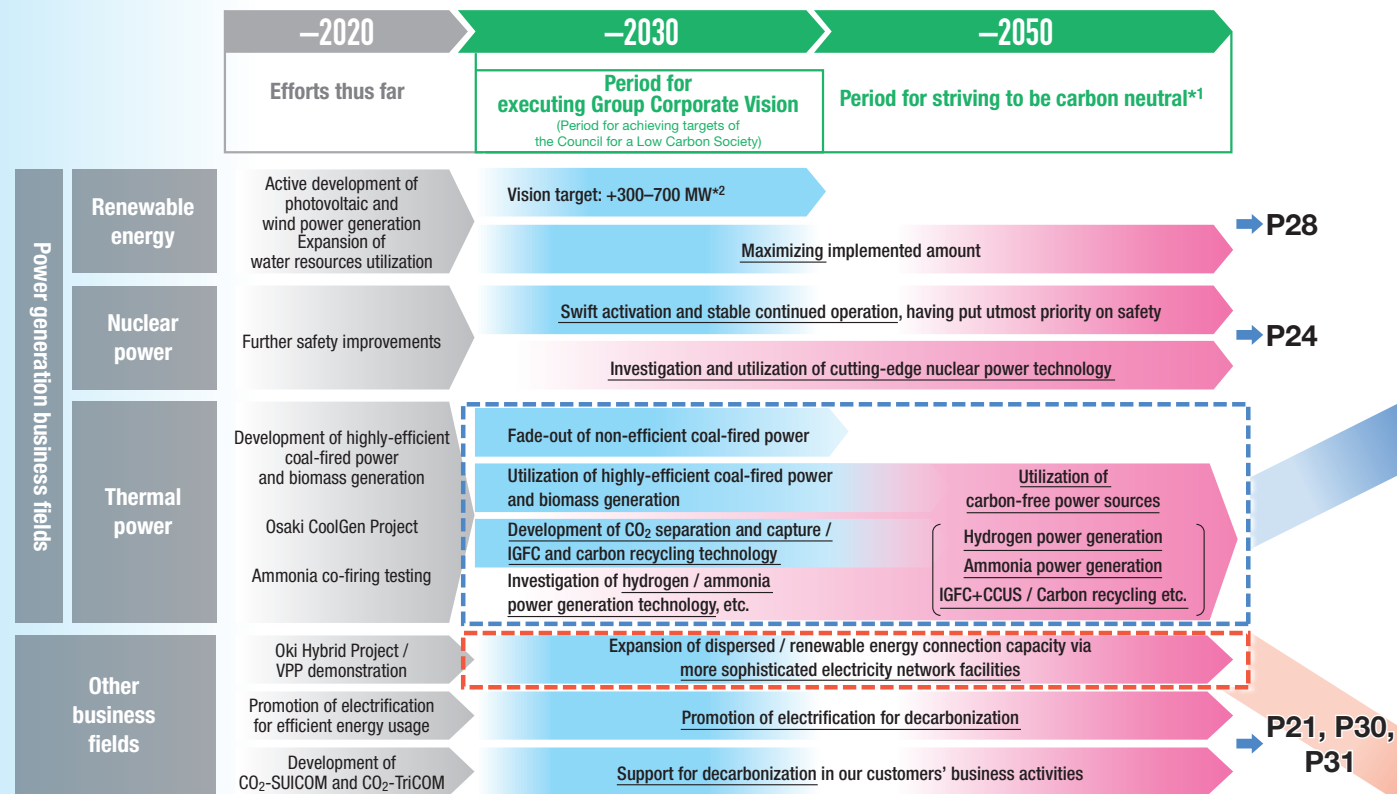 –2020
–2030
–2050
Efforts thus far
Period for
executing Group Corporate Vision
(Period for achieving targets of
the Council for a Low Carbon Society)
Period for striving to be carbon neutral*1
Power generation business fields
Renewable
energy
Active development of
photovoltaic and
wind power generation
Expansion of
water resources utilization
Vision target: +300–700 MW*2
Maximizing implemented amount
P28
Nuclear
power
Further safety improvements
Swift activation and stable continued operation, having put utmost priority on safety
Investigation and utilization of cutting-edge nuclear power technology
P24
Thermal
power
Development of highly-efficient
coal-fired power
and biomass generation
Osaki CoolGen Project
Ammonia co-firing testing
Fade-out of non-efficient coal-fired power
Utilization of highly-efficient coal-fired power
and biomass generation
Development of CO₂ separation and capture /
IGFC and carbon recycling technology
Investigation of hydrogen / ammonia
power generation technology, etc.
Utilization of
carbon-free power sources
Hydrogen power generation
Ammonia power generation
IGFC+CCUS / Carbon recycling etc.
Other
business
fields
Oki Hybrid Project /
VPP demonstration
Expansion of dispersed / renewable energy connection capacity via
more sophisticated electricity network facilities
Promotion of electrification
for efficient energy usage
Promotion of electrification for decarbonization
Development of
CO₂-SUICOM and CO₂-TriCOM
Support for decarbonization in our customers' business activities
P21, P30,
P31